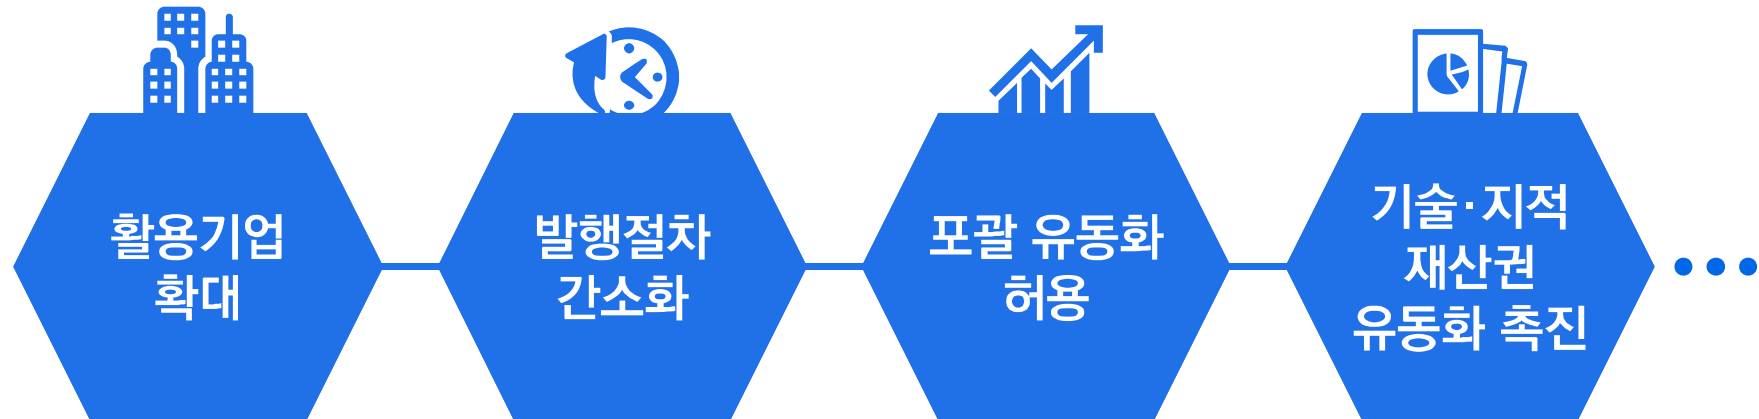 활용기업
확대
발행절차
간소화
포괄 유동화
허용
기술·지적
재산권
유동화 촉진